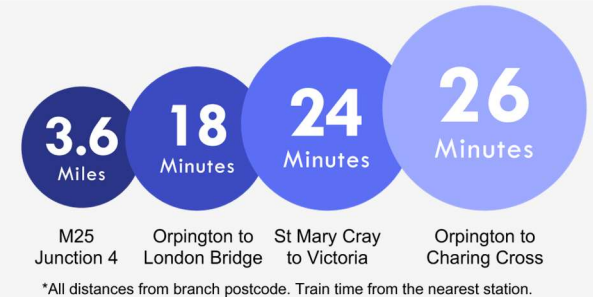 3.6
Miles
18
Minutes
24
Minutes
26
Minutes
M25
Junction 4
Orpington to
London Bridge
St Mary Cray
to Victoria
Orpington to
Charing Cross
*All distances from branch postcode. Train time from the nearest station.